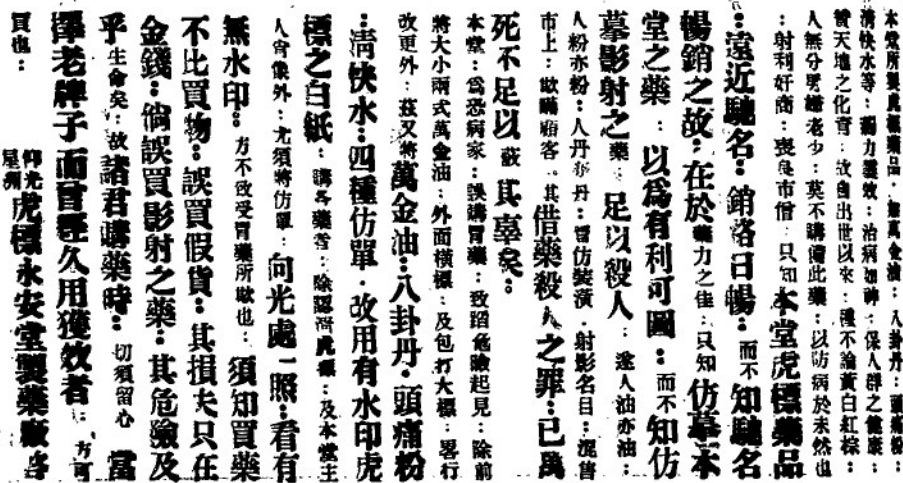 本堂所製虎標藥品·如萬金油:八卦丹:頭痛粉:
清快水等:獨力靈效:治病如神:保人群之健康:
奪天地之化育:故自出世以來:種不論黃白紅棕:
人無分男婦老少:莫不購備此藥:以防病於未然也
:射利奸商:喪良市儈:只知本堂虎標藥品
:遠近馳名:銷路日暢:而不知馳名
暢銷之故:在於藥力之佳:只知仿摹本
堂之藥:以為有利可圖:而不知仿
摹影射之藥:足以殺人:遂人油亦油:
人粉亦粉:人丹亦丹:冒仿裝潢·射影名目:混售
市上:欺瞞顧客:其借藥殺人之罪:已萬
死不足以蔽其辜矣。
本堂:為恐病家:誤購冒藥:致蹈危險起見:除前
將大小兩式萬金油:外面橫標:及包打大標:畧行
改更外·茲又將萬金油:八卦丹·頭痛粉
:清快水:四種仿單·改用有水印虎
標之白紙:購各藥者:除認清虎標:及本堂主
人肖像外:尤須將仿單:向光處一照:看有
無水印:方不致受冒藥所欺也·須知買藥
不比買物:誤買假貨:其損失只在
金錢:倘誤買影射之藥:其危險及
乎生命矣:故諸君購藥時:切須留心當
擇老牌子而曾經久用獲效者:方可
買也:
仰光星洲虎標永安堂製藥廠啓